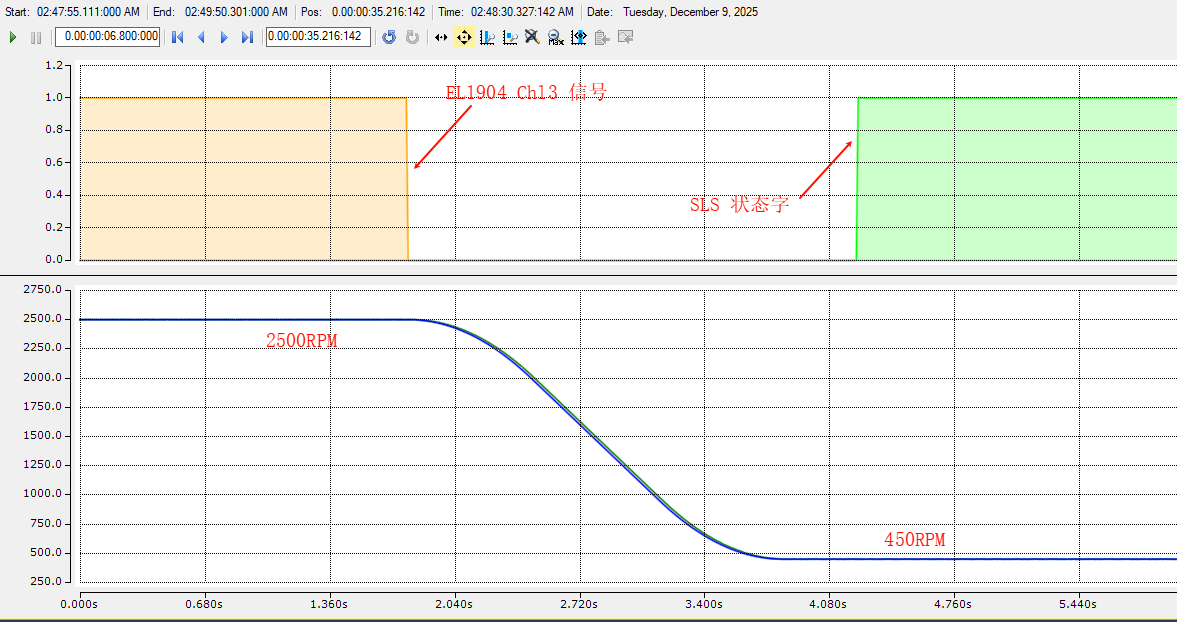 Start: 02:47:55.111:000 AM End: 02:49:50.301:000 AM Pos: 0.00:00:35.216:142 Time: 02:48:30.327:142 AM Date: Tuesday, December 9, 2025
0.00:00:06.800:000 0.00:00:35.216:142 Max
1.2
EL1904 Chl3 信号
1.0
0.8
0.6
0.4
SLS 状态字
0.2
0.0
2750.0
2500.0
2500RPM
2250.0
2000.0
1750.0
1500.0
1250.0
1000.0
750.0
450RPM
500.0
250.0
0.000s 0.680s 1.360s 2.040s 2.720s 3.400s 4.080s 4.760s 5.440s